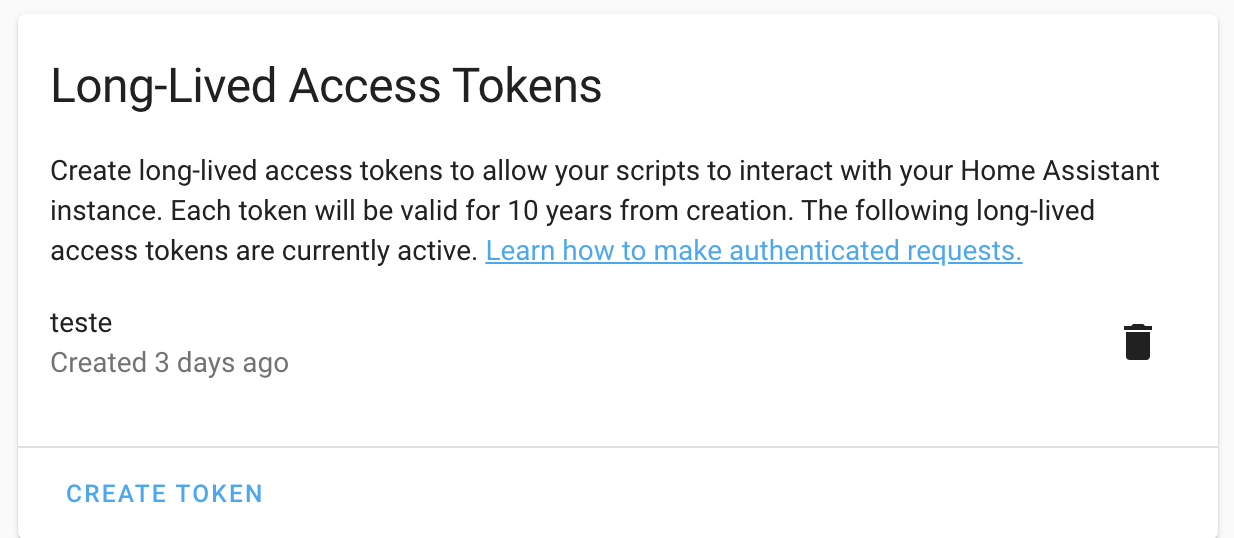 Long-Lived Access Tokens
Create long-lived access tokens to allow your scripts to interact with your Home Assistant
instance. Each token will be valid for 10 years from creation. The following long-lived
access tokens are currently active. Learn how to make authenticated requests.
teste
Created 3 days ago
CREATE TOKEN